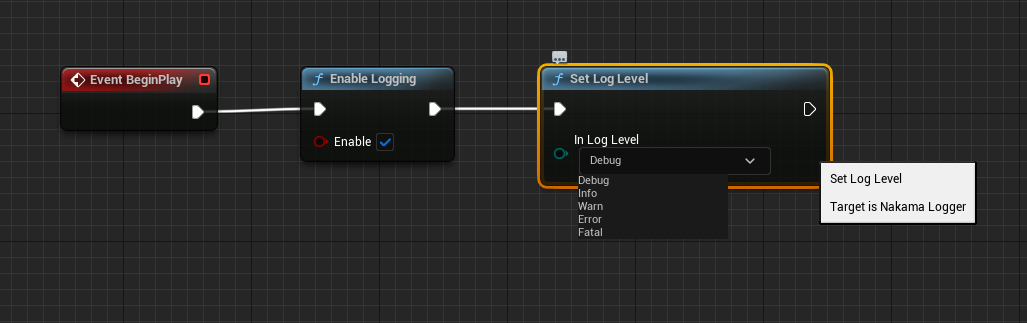 Event BeginPlay
Enable Logging
Enable
Set Log Level
In Log Level
Debug
Debug
Info
Warn
Error
Fatal
Set Log Level
Target is Nakama Logger